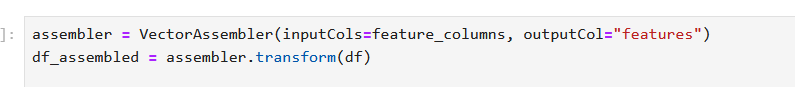 ]: assembler = VectorAssembler(inputCols=feature_columns, outputCol="features")
df_assembled = assembler.transform(df)